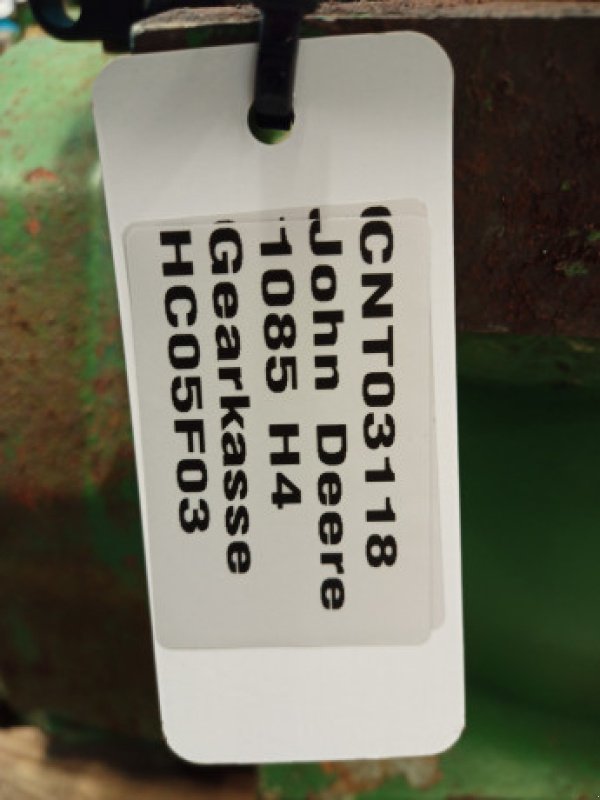 CNT03118
John Deere
1085 H4
Gearkasse
HC05F03